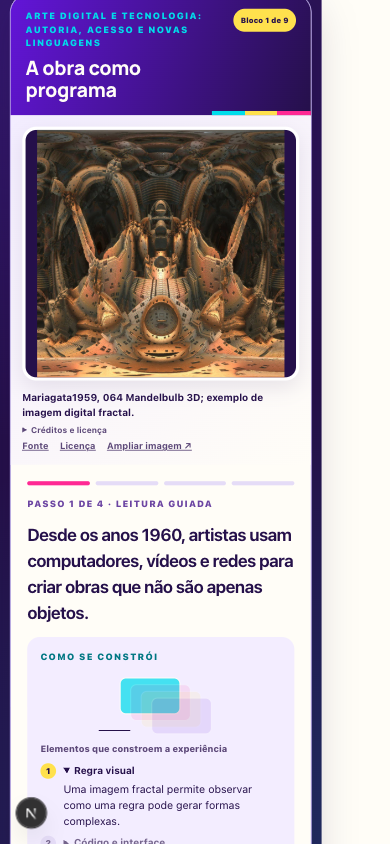 ARTE DIGITAL E TECNOLOGIA:
AUTORIA, ACESSO E NOVAS
LINGUAGENS
Bloco 1 de 9
A obra como
programa
Mariagata1959, 064 Mandelbulb 3D; exemplo de
imagem digital fractal.
▶ Créditos e licença
Fonte Licença Ampliar imagem ↗
PASSO 1 DE 4 · LEITURA GUIADA
Desde os anos 1960, artistas usam
computadores, vídeos e redes para
criar obras que não são apenas
objetos.
COMO SE CONSTRÓI
Elementos que constroem a experiência
1 ▼ Regra visual
Uma imagem fractal permite observar
como uma regra pode gerar formas
complexas.
N
2 ▶ Código e interface